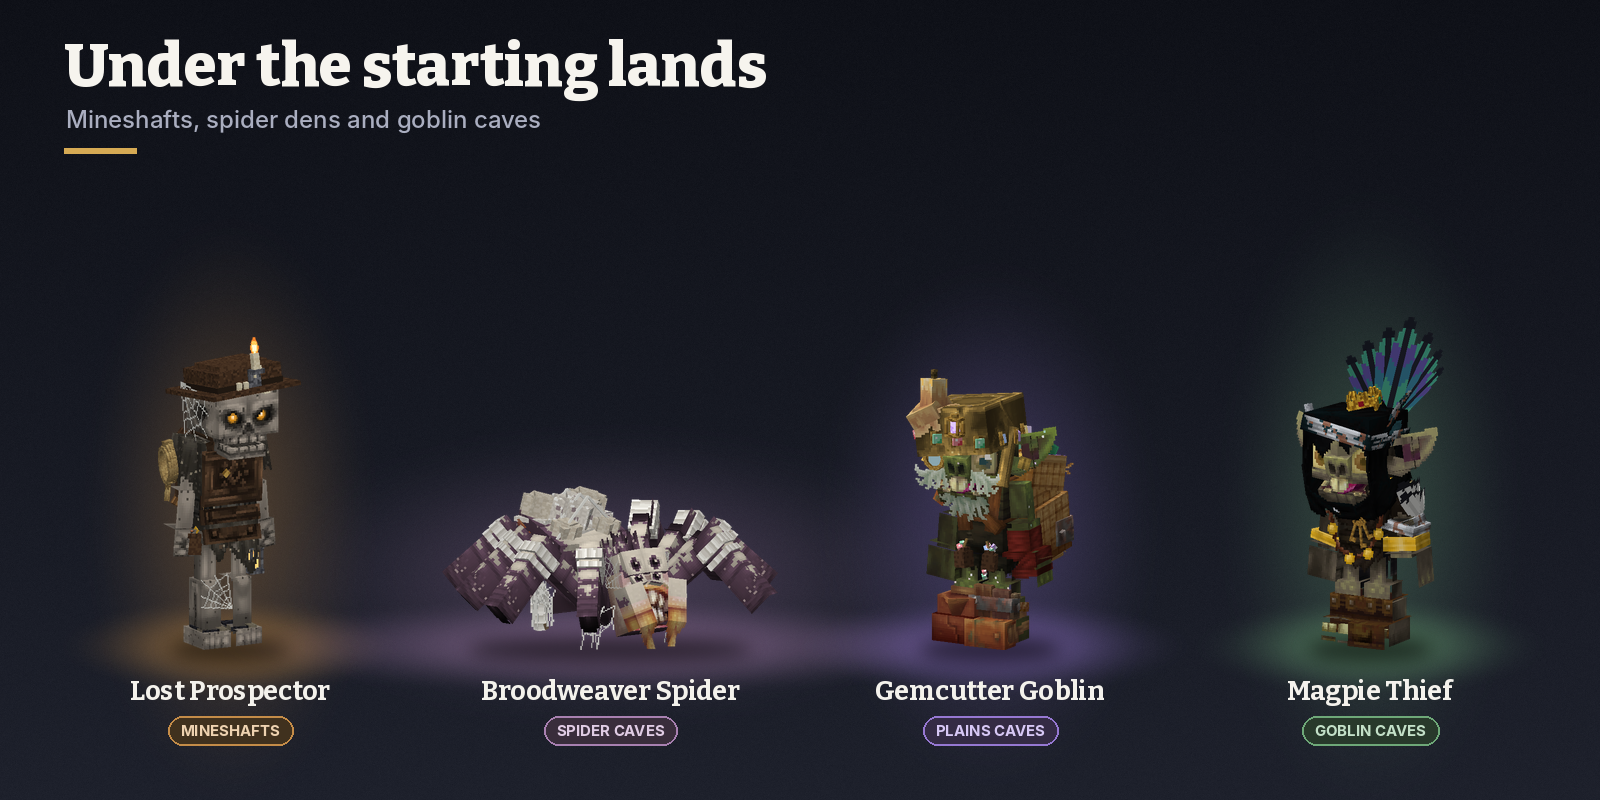 Under the starting lands
Mineshafts, spider dens and goblin caves
Lost Prospector
MINESHAFTS
Broodweaver Spider
SPIDER CAVES
Gemcutter Goblin
PLAINS CAVES
Magpie Thief
GOBLIN CAVES